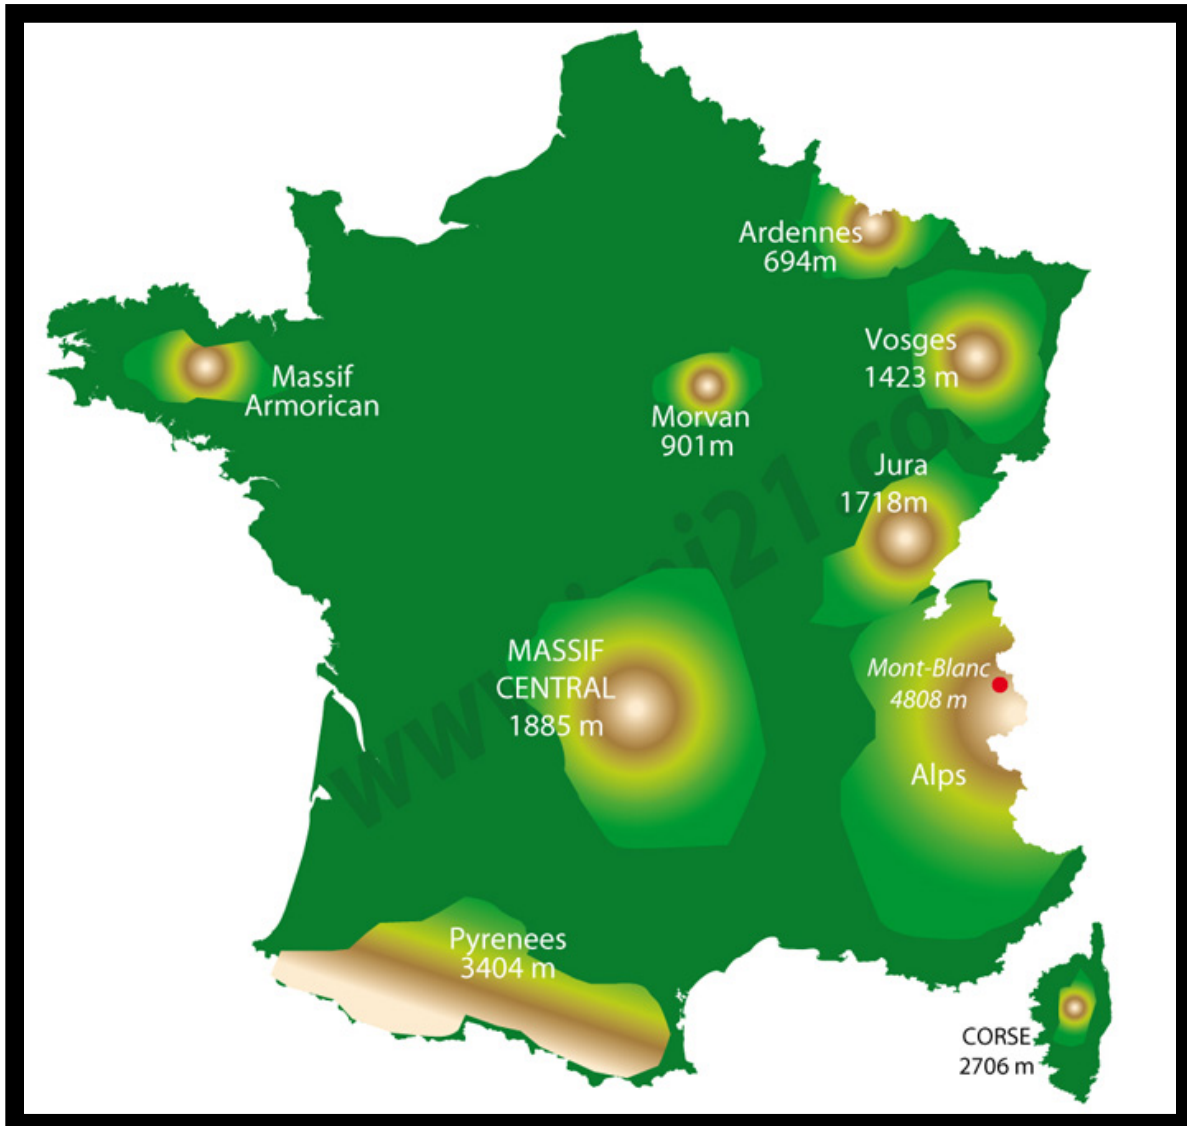 Ardennes
694m
Vosges
1423 m
Massif
Armorican
Morvan
901m
Jura
1718m
MASSIF
CENTRAL
1885 m
Mont-Blanc
4808 m
Alps
Pyrenees
3404 m
CORSE
2706 m